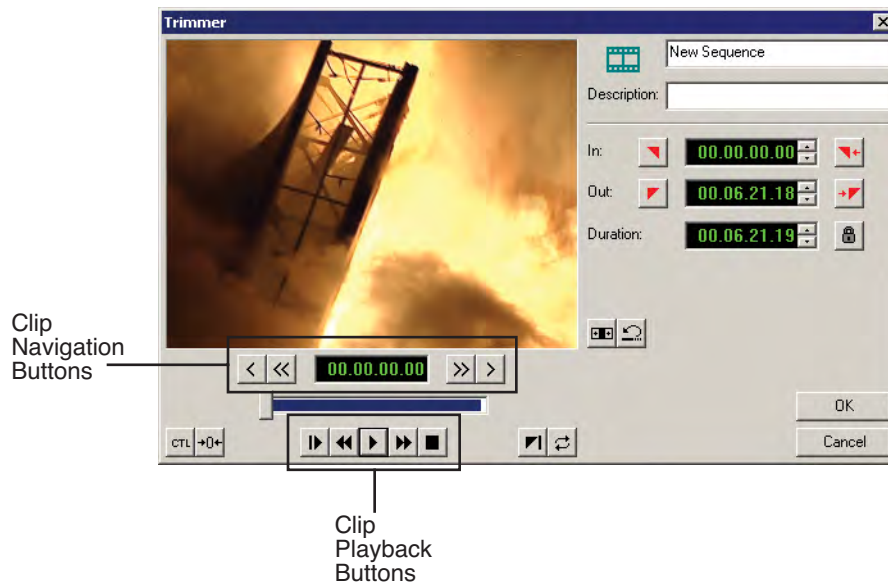 Trimmer
New Sequence
Description:
In:
00.00.00.00
Out:
00.06.21.18
Duration:
00.06.21.19
Clip
Navigation
Buttons
< << 00.00.00.00 >> >
OK
CTL →0←
Cancel
Clip
Playback
Buttons